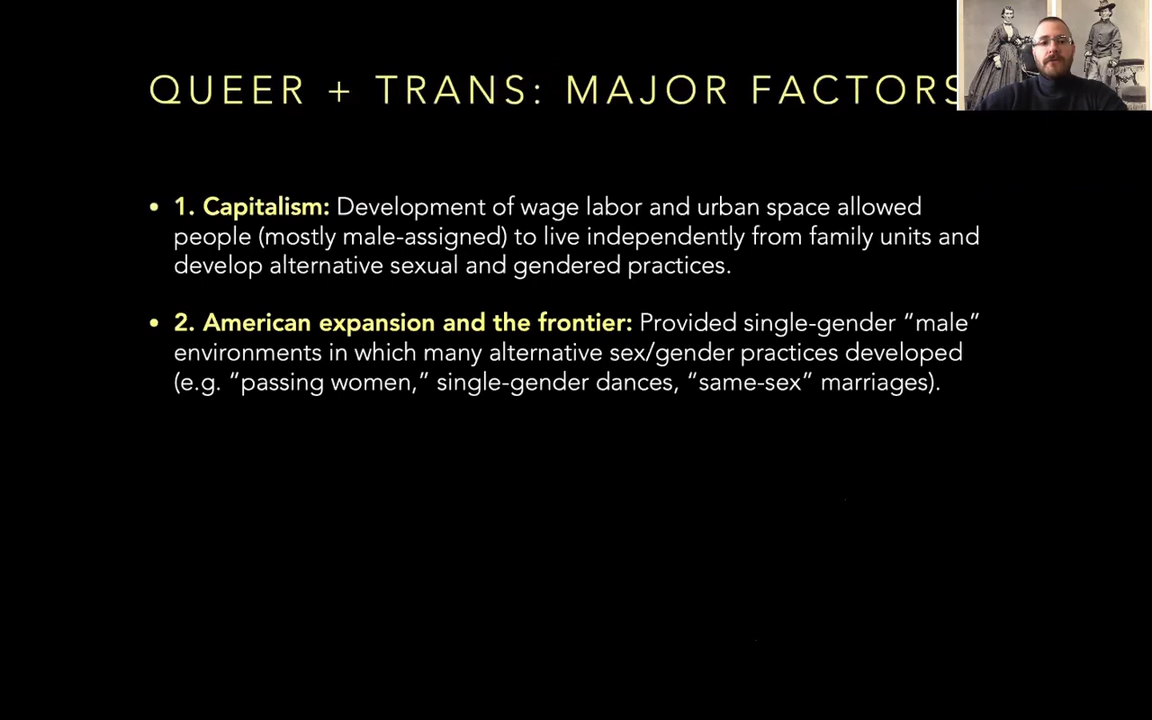 QUEER + TRANS: MAJOR FACTORS
• 1. Capitalism: Development of wage labor and urban space allowed
people (mostly male-assigned) to live independently from family units and
develop alternative sexual and gendered practices.
• 2. American expansion and the frontier: Provided single-gender “male”
environments in which many alternative sex/gender practices developed
(e.g. “passing women,” single-gender dances, “same-sex” marriages).